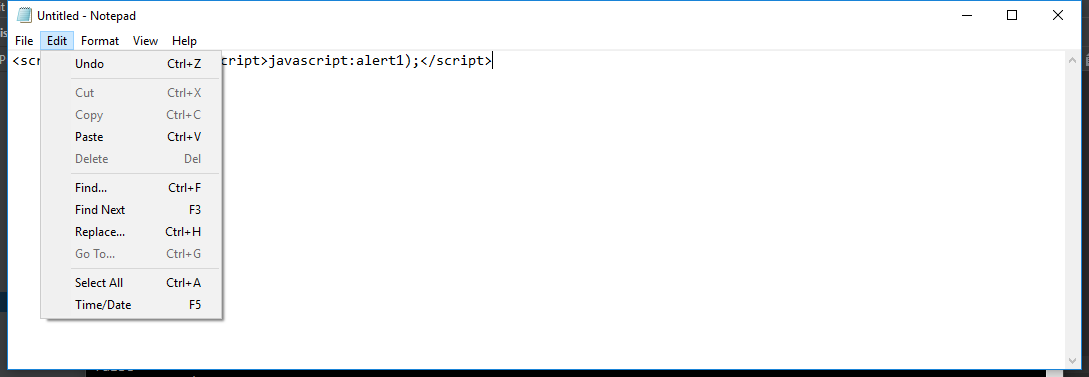 Untitled - Notepad
File Edit Format View Help
<scr cript>javascript:alert1);</script>
Undo Ctrl+Z
Cut Ctrl+X
Copy Ctrl+C
Paste Ctrl+V
Delete Del
Find... Ctrl+F
Find Next F3
Replace... Ctrl+H
Go To... Ctrl+G
Select All Ctrl+A
Time/Date F5